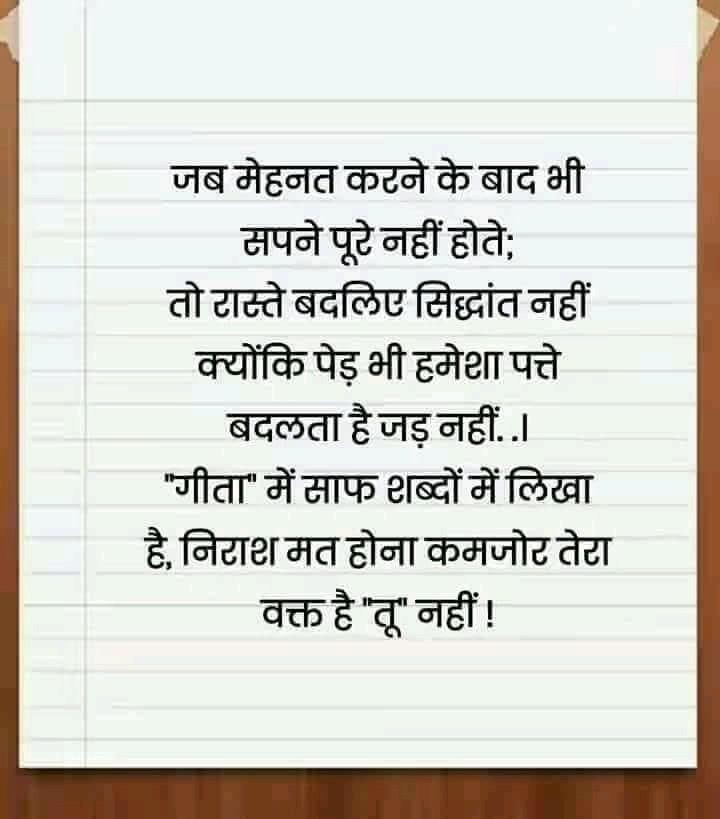 जब मेहनत करने के बाद भी
सपने पूरे नहीं होते;
तो रास्ते बदलिए सिद्धांत नहीं
क्योंकि पेड़ भी हमेशा पत्ते
बदलता है जड़ नहीं. .।
"गीता" में साफ शब्दों में लिखा
है, निराश मत होना कमजोर तेरा
वक्त है "तू" नहीं !